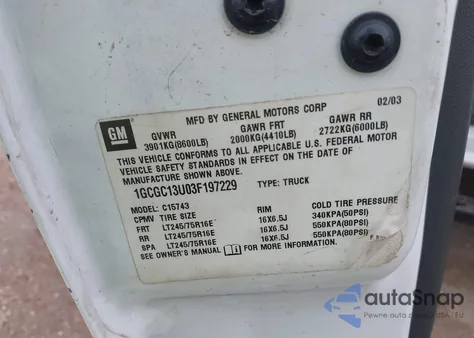 MFD BY GENERAL MOTORS CORP 02/03
GM
GVWR GAWR FRT GAWR RR
3901KG(8600LB) 2000KG(4410LB) 2722KG(6000LB)
THIS VEHICLE CONFORMS TO ALL APPLICABLE U.S. FEDERAL MOTOR
VEHICLE SAFETY STANDARDS IN EFFECT ON THE DATE OF
MANUFACTURE SHOWN ABOVE.
1GCGC13U03F197229 TYPE: TRUCK
MODEL: C15743
CPMV TIRE SIZE RIM COLD TIRE PRESSURE
FRT LT245/75R16E 16X6.5J 340KPA(50PSI)
RR LT245/75R16E 16X6.5J 550KPA(80PSI)
SPA LT245/75R16E 16X6.5J 550KPA(80PSI)
SEE OWNER'S MANUAL FOR MORE INFORMATION.
autoSnap
Pewne auto z USA i EU